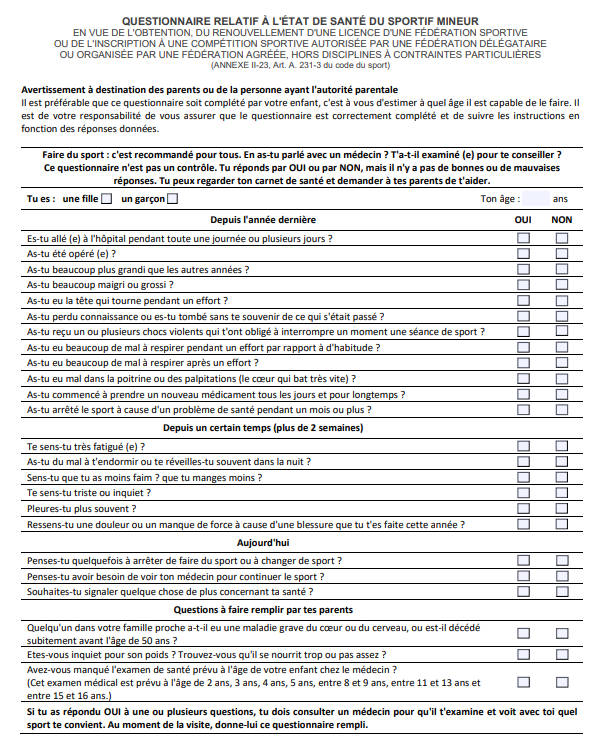 QUESTIONNAIRE RELATIF À L'ÉTAT DE SANTÉ DU SPORTIF MINEUR
EN VUE DE L'OBTENTION, DU RENOUVELLEMENT D'UNE LICENCE D'UNE FÉDÉRATION SPORTIVE
OU DE L'INSCRIPTION À UNE COMPÉTITION SPORTIVE AUTORISÉE PAR UNE FÉDÉRATION DÉLÉGATAIRE
OU ORGANISÉE PAR UNE FÉDÉRATION AGRÉÉE, HORS DISCIPLINES À CONTRAINTES PARTICULIÈRES
(ANNEXE II-23, Art. A. 231-3 du code du sport)
Avertissement à destination des parents ou de la personne ayant l'autorité parentale
Il est préférable que ce questionnaire soit complété par votre enfant, c'est à vous d'estimer à quel âge il est capable de le faire. Il
est de votre responsabilité de vous assurer que le questionnaire est correctement complété et de suivre les instructions en
fonction des réponses données.
Faire du sport : c'est recommandé pour tous. En as-tu parlé avec un médecin ? T'a-t-il examiné (e) pour te conseiller ?
Ce questionnaire n'est pas un contrôle. Tu réponds par OUI ou par NON, mais il n'y a pas de bonnes ou de mauvaises
réponses. Tu peux regarder ton carnet de santé et demander à tes parents de t'aider.
Tu es : une fille un garçon Ton âge : ans
Depuis l'année dernière OUI NON
Es-tu allé (e) à l'hôpital pendant toute une journée ou plusieurs jours ?
As-tu été opéré (e) ?
As-tu beaucoup plus grandi que les autres années ?
As-tu beaucoup maigri ou grossi ?
As-tu eu la tête qui tourne pendant un effort ?
As-tu perdu connaissance ou es-tu tombé sans te souvenir de ce qui s'était passé ?
As-tu reçu un ou plusieurs chocs violents qui t'ont obligé à interrompre un moment une séance de sport ?
As-tu eu beaucoup de mal à respirer pendant un effort par rapport à d'habitude ?
As-tu eu beaucoup de mal à respirer après un effort ?
As-tu eu mal dans la poitrine ou des palpitations (le cœur qui bat très vite) ?
As-tu commencé à prendre un nouveau médicament tous les jours et pour longtemps ?
As-tu arrêté le sport à cause d'un problème de santé pendant un mois ou plus ?
Depuis un certain temps (plus de 2 semaines)
Te sens-tu très fatigué (e) ?
As-tu du mal à t'endormir ou te réveilles-tu souvent dans la nuit ?
Sens-tu que tu as moins faim ? que tu manges moins ?
Te sens-tu triste ou inquiet ?
Pleures-tu plus souvent ?
Ressens-tu une douleur ou un manque de force à cause d'une blessure que tu t'es faite cette année ?
Aujourd'hui
Penses-tu quelquefois à arrêter de faire du sport ou à changer de sport ?
Penses-tu avoir besoin de voir ton médecin pour continuer le sport ?
Souhaites-tu signaler quelque chose de plus concernant ta santé ?
Questions à faire remplir par tes parents
Quelqu'un dans votre famille proche a-t-il eu une maladie grave du cœur ou du cerveau, ou est-il décédé
subitement avant l'âge de 50 ans ?
Etes-vous inquiet pour son poids ? Trouvez-vous qu'il se nourrit trop ou pas assez ?
Avez-vous manqué l'examen de santé prévu à l'âge de votre enfant chez le médecin ?
(Cet examen médical est prévu à l'âge de 2 ans, 3 ans, 4 ans, 5 ans, entre 8 et 9 ans, entre 11 et 13 ans et
entre 15 et 16 ans.)
Si tu as répondu OUI à une ou plusieurs questions, tu dois consulter un médecin pour qu'il t'examine et voit avec toi quel
sport te convient. Au moment de la visite, donne-lui ce questionnaire rempli.